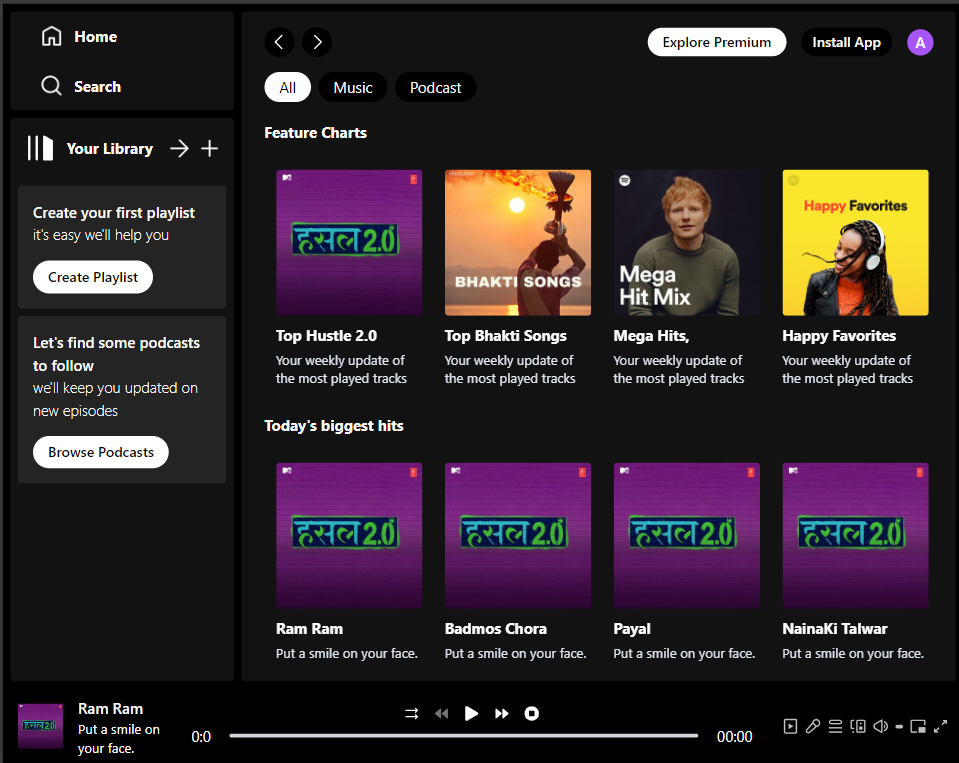 Home
Search
Your Library
Create your first playlist
it's easy we'll help you
Create Playlist
Let's find some podcasts
to follow
we'll keep you updated on
new episodes
Browse Podcasts
Explore Premium
Install App
A
All
Music
Podcast
Feature Charts
हसल 2.0
BHAKTI SONGS
Mega
Hit Mix
Happy Favorites
Top Hustle 2.0
Your weekly update of
the most played tracks
Top Bhakti Songs
Your weekly update of
the most played tracks
Mega Hits,
Your weekly update of
the most played tracks
Happy Favorites
Your weekly update of
the most played tracks
Today's biggest hits
हसल 2.0
हसल 2.0
हसल 2.0
हसल 2.0
Ram Ram
Put a smile on your face.
Badmos Chora
Put a smile on your face.
Payal
Put a smile on your face.
NainaKi Talwar
Put a smile on your face.
हसल 2.0
Ram Ram
Put a smile on
your face.
0:0
00:00